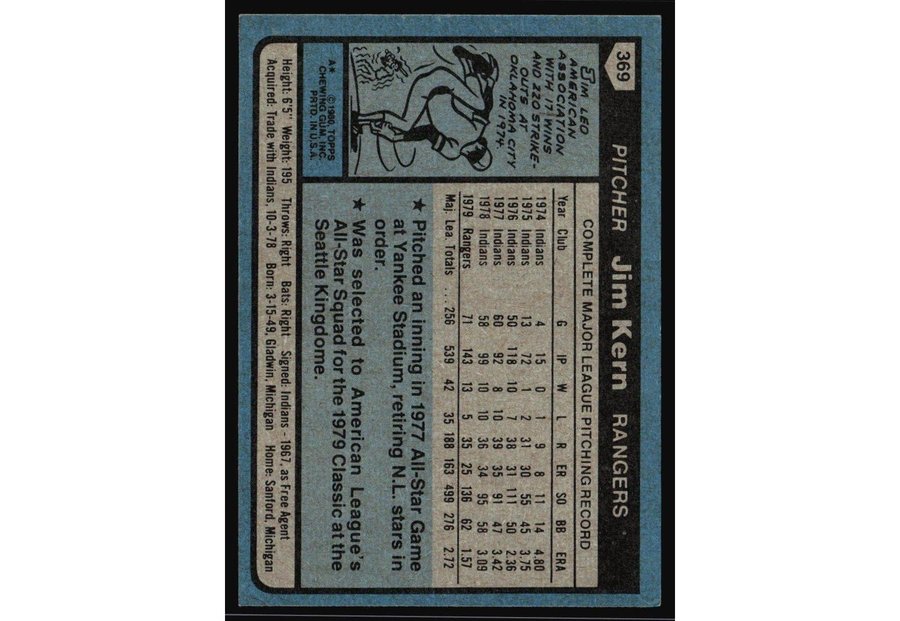 369 PITCHER Jim Kern RANGERS
JIM LED
AMERICAN
ASSOCIATION
WITH 17 WINS
AND 220 STRIKE-
OUTS AT
OKLAHOMA CITY
IN 1974.
A* ©1980, TOPPS
CHEWING GUM, INC.
PRTD. IN U.S.A.
COMPLETE MAJOR LEAGUE PITCHING RECORD
Year Club G IP W L R ER SO BB ERA
1974 Indians 4 15 0 1 9 8 11 14 4.80
1975 Indians 13 72 1 2 31 30 55 45 3.75
1976 Indians 50 118 10 7 38 31 111 50 2.36
1977 Indians 60 92 8 10 39 35 91 47 3.42
1978 Indians 58 99 10 10 36 34 95 58 3.09
1979 Rangers 71 143 13 5 35 25 136 62 1.57
Maj. Lea. Totals ... 256 539 42 35 188 163 499 276 2.72
★ Pitched an inning in 1977 All-Star Game
at Yankee Stadium, retiring N.L. stars in
order.
★ Was selected to American League's
All-Star Squad for the 1979 Classic at the
Seattle Kingdome.
Height: 6'5" Weight: 195 Throws: Right Bats: Right Signed: Indians - 1967, as Free Agent
Acquired: Trade with Indians, 10-3-78 Born: 3-15-49, Gladwin, Michigan Home: Sanford, Michigan